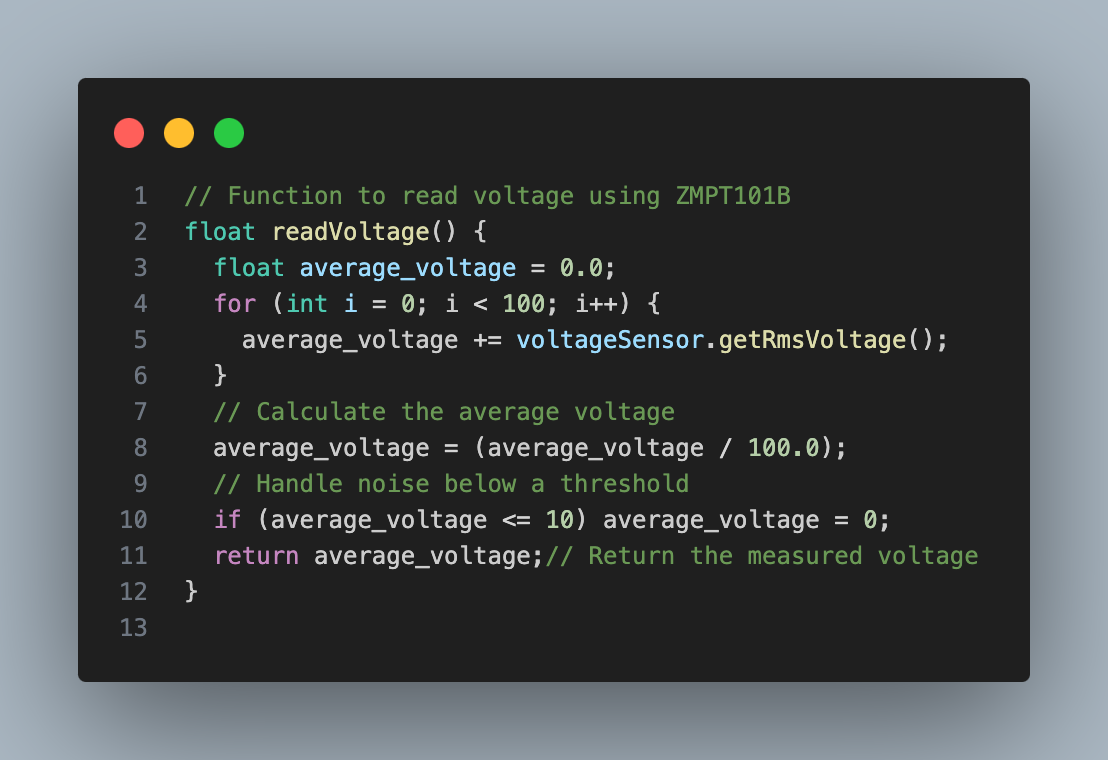 1 // Function to read voltage using ZMPT101B
2 float readVoltage() {
3   float average_voltage = 0.0;
4   for (int i = 0; i < 100; i++) {
5     average_voltage += voltageSensor.getRmsVoltage();
6   }
7   // Calculate the average voltage
8   average_voltage = (average_voltage / 100.0);
9   // Handle noise below a threshold
10   if (average_voltage <= 10) average_voltage = 0;
11   return average_voltage;// Return the measured voltage
12 }
13